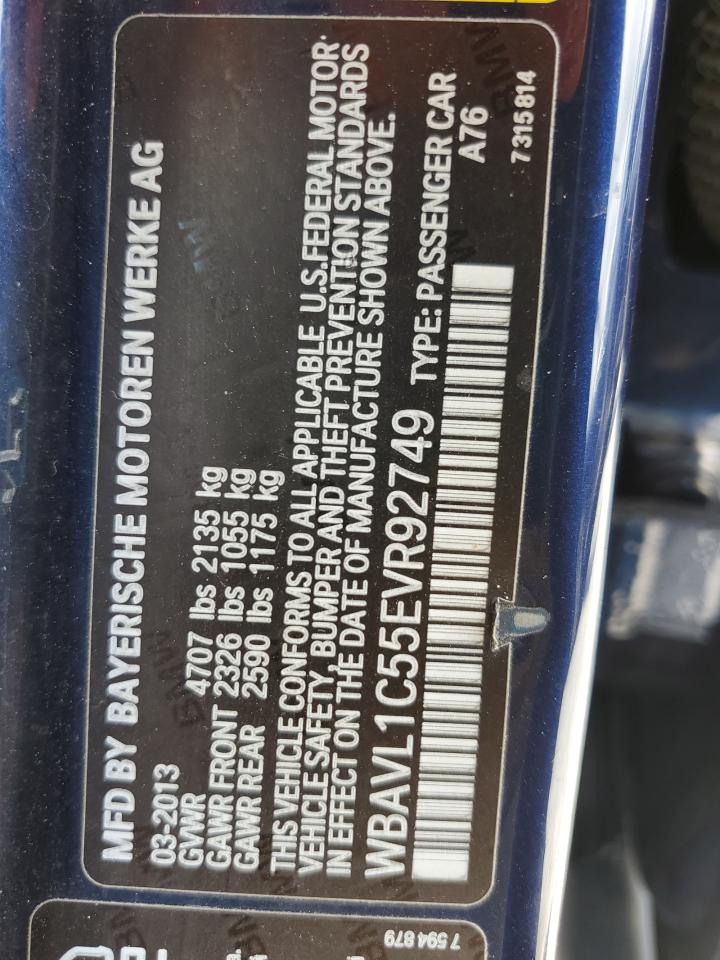 MFD BY BAYERISCHE MOTOREN WERKE AG
03-2013
GVWR 4707 lbs 2135 kg
GAWR FRONT 2326 lbs 1055 kg
GAWR REAR 2590 lbs 1175 kg
THIS VEHICLE CONFORMS TO ALL APPLICABLE U.S.FEDERAL MOTOR-
VEHICLE SAFETY, BUMPER AND THEFT PREVENTION STANDARDS
IN EFFECT ON THE DATE OF MANUFACTURE SHOWN ABOVE.
WBAVL1C55EVR92749 TYPE: PASSENGER CAR
A76
7 315 814
7 594 879